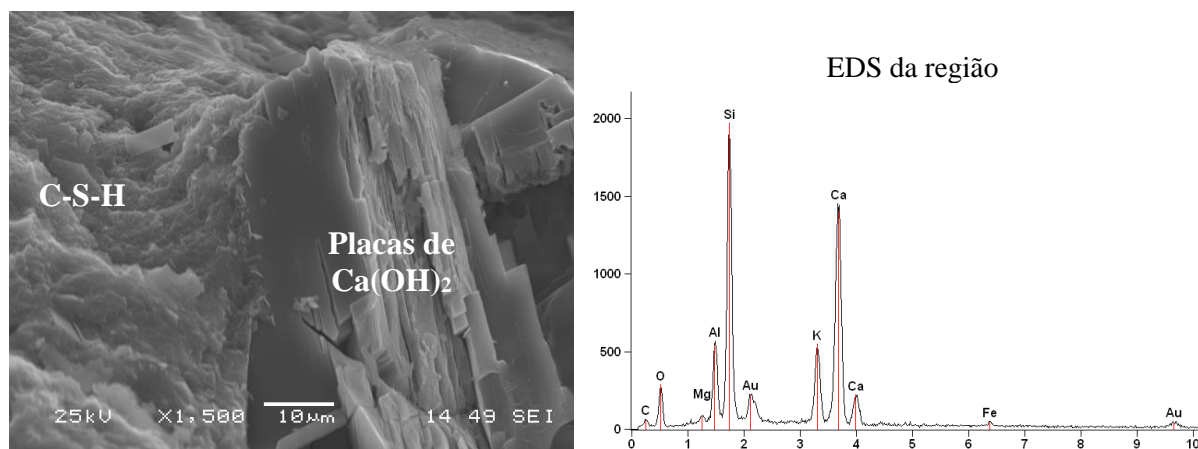 C-S-H
Placas de
Ca(OH)₂
25kV X1,500 10µm 14 49 SEI
EDS da região
2000
1500
1000
500
0
C
O
Mg
Al
Si
Au
K
Ca
Ca
Fe
Au
0 1 2 3 4 5 6 7 8 9 10